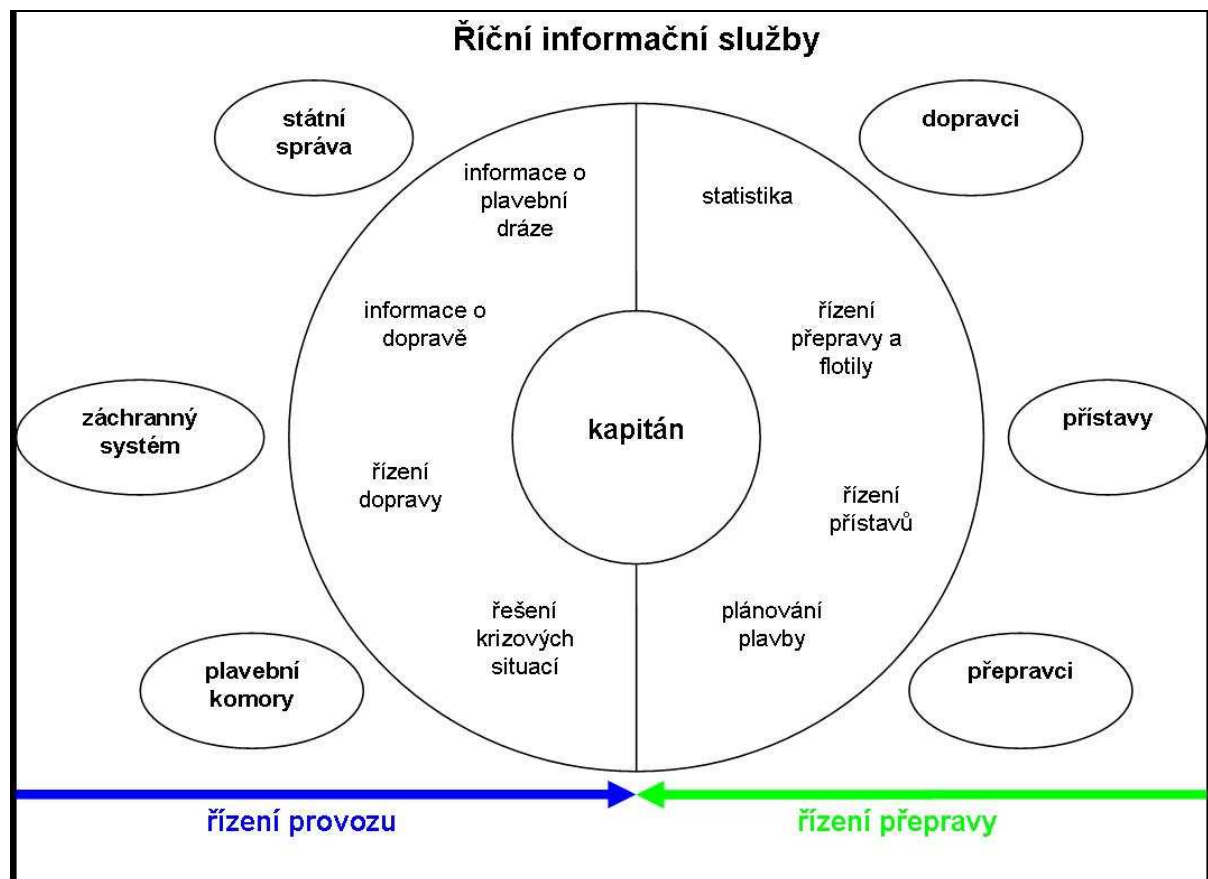 Říční informační služby
státní
správa
dopravci
informace o
plavební
dráze
statistika
informace o
dopravě
řízení
přepravy a
flotily
záchranný
systém
kapitán
přístavy
řízení
dopravy
řízení
přístavů
řešení
krizových
situací
plánování
plavby
plavební
komory
přepravci
řízení provozu
řízení přepravy